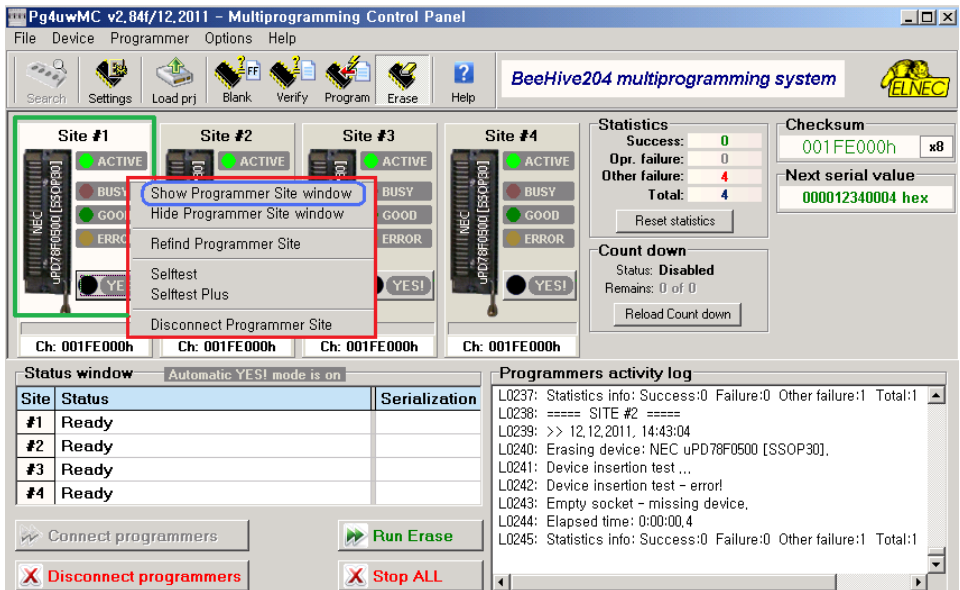 Pg4uwMC v2,84f/12,2011 - Multiprogramming Control Panel
File Device Programmer Options Help
Search Settings Load prj Blank Verify Program Erase Help
BeeHive204 multiprogramming system
ELNEC
Site #1 Site #2 Site #3 Site #4
ACTIVE ACTIVE ACTIVE ACTIVE
BUSY BUSY BUSY
GOOD GOOD
ERROR ERROR
YES! YES!
NEC
uPD78F0500 [SSOP30]
NEC
uPD78F0500 [SSOP30]
Show Programmer Site window
Hide Programmer Site window
Refind Programmer Site
Selftest
Selftest Plus
Disconnect Programmer Site
Ch: 001FE000h Ch: 001FE000h Ch: 001FE000h Ch: 001FE000h
Statistics
Success: 0
Opr. failure: 0
Other failure: 4
Total: 4
Reset statistics
Count down
Status: Disabled
Remains: 0 of 0
Reload Count down
Checksum
001FE000h x8
Next serial value
000012340004 hex
Status window Automatic YES! mode is on
Site Status Serialization
#1 Ready
#2 Ready
#3 Ready
#4 Ready
Connect programmers Run Erase
Disconnect programmers Stop ALL
Programmers activity log
L0237: Statistics info: Success:0 Failure:0 Other failure:1 Total:1
L0238: ===== SITE #2 =====
L0239: >> 12,12,2011, 14:43:04
L0240: Erasing device: NEC uPD78F0500 [SSOP30],
L0241: Device insertion test ...
L0242: Device insertion test - error!
L0243: Empty socket - missing device,
L0244: Elapsed time: 0:00:00,4
L0245: Statistics info: Success:0 Failure:0 Other failure:1 Total:1